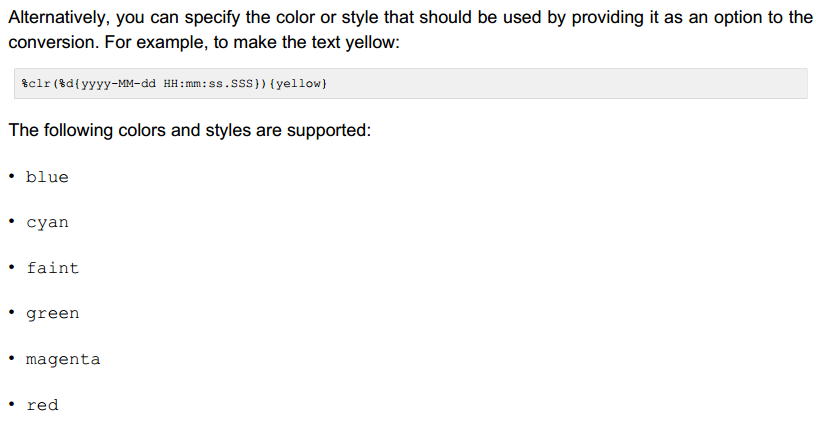 Alternatively, you can specify the color or style that should be used by providing it as an option to the
conversion. For example, to make the text yellow:
%clr(%d{yyyy-MM-dd HH:mm:ss.SSS}){yellow}
The following colors and styles are supported:
• blue
• cyan
• faint
• green
• magenta
• red